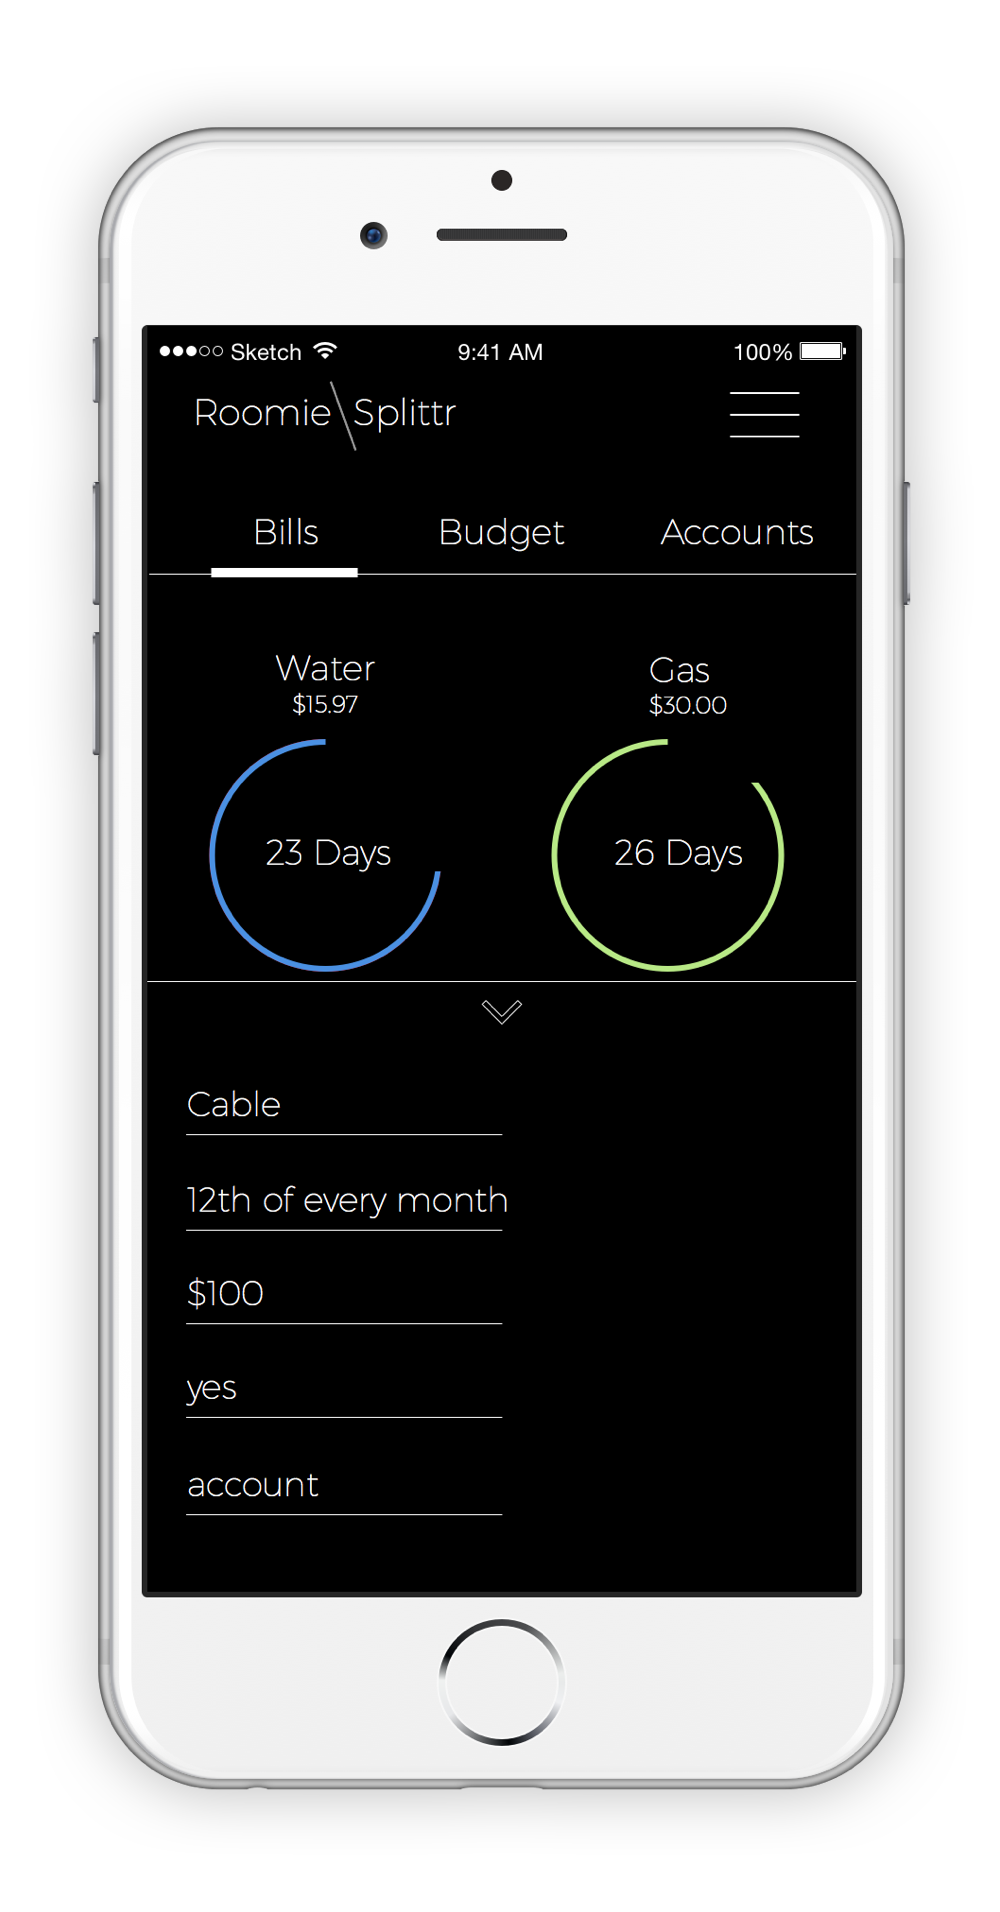 Sketch 9:41 AM 100%
Roomie\Splittr
Bills Budget Accounts
Water Gas
$15.97 $30.00
23 Days 26 Days
Cable
12th of every month
$100
yes
account